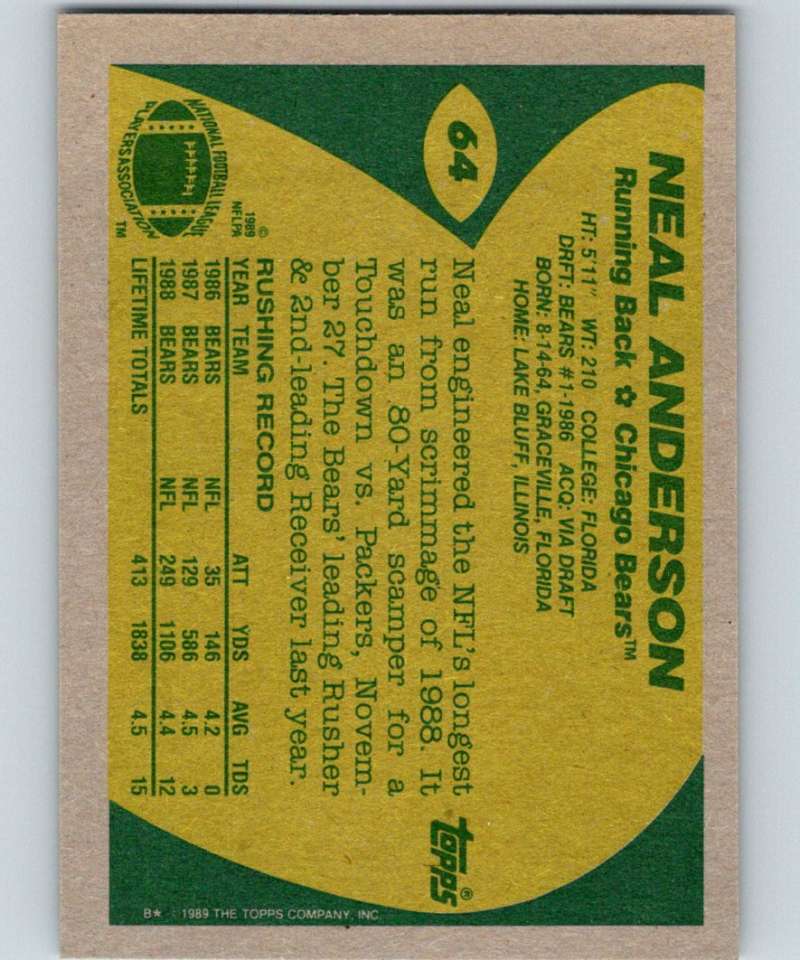 64
NEAL ANDERSON
Running Back ✿ Chicago Bears™
HT: 5'11" WT: 210 COLLEGE: FLORIDA
DRFT: BEARS #1-1986 ACQ: VIA DRAFT
BORN: 8-14-64, GRACEVILLE, FLORIDA
HOME: LAKE BLUFF, ILLINOIS
Neal engineered the NFL's longest
run from scrimmage of 1988. It
was an 80-Yard scamper for a
Touchdown vs. Packers, Novem-
ber 27. The Bears' leading Rusher
& 2nd-leading Receiver last year.
RUSHING RECORD
YEAR TEAM ATT YDS AVG TDS
1986 BEARS NFL 35 146 4.2 0
1987 BEARS NFL 129 586 4.5 3
1988 BEARS NFL 249 1106 4.4 12
LIFETIME TOTALS 413 1838 4.5 15
NATIONAL FOOTBALL LEAGUE
PLAYERS ASSOCIATION
™
©
1989
NFLPA
topps®
B★ 1989 THE TOPPS COMPANY, INC.